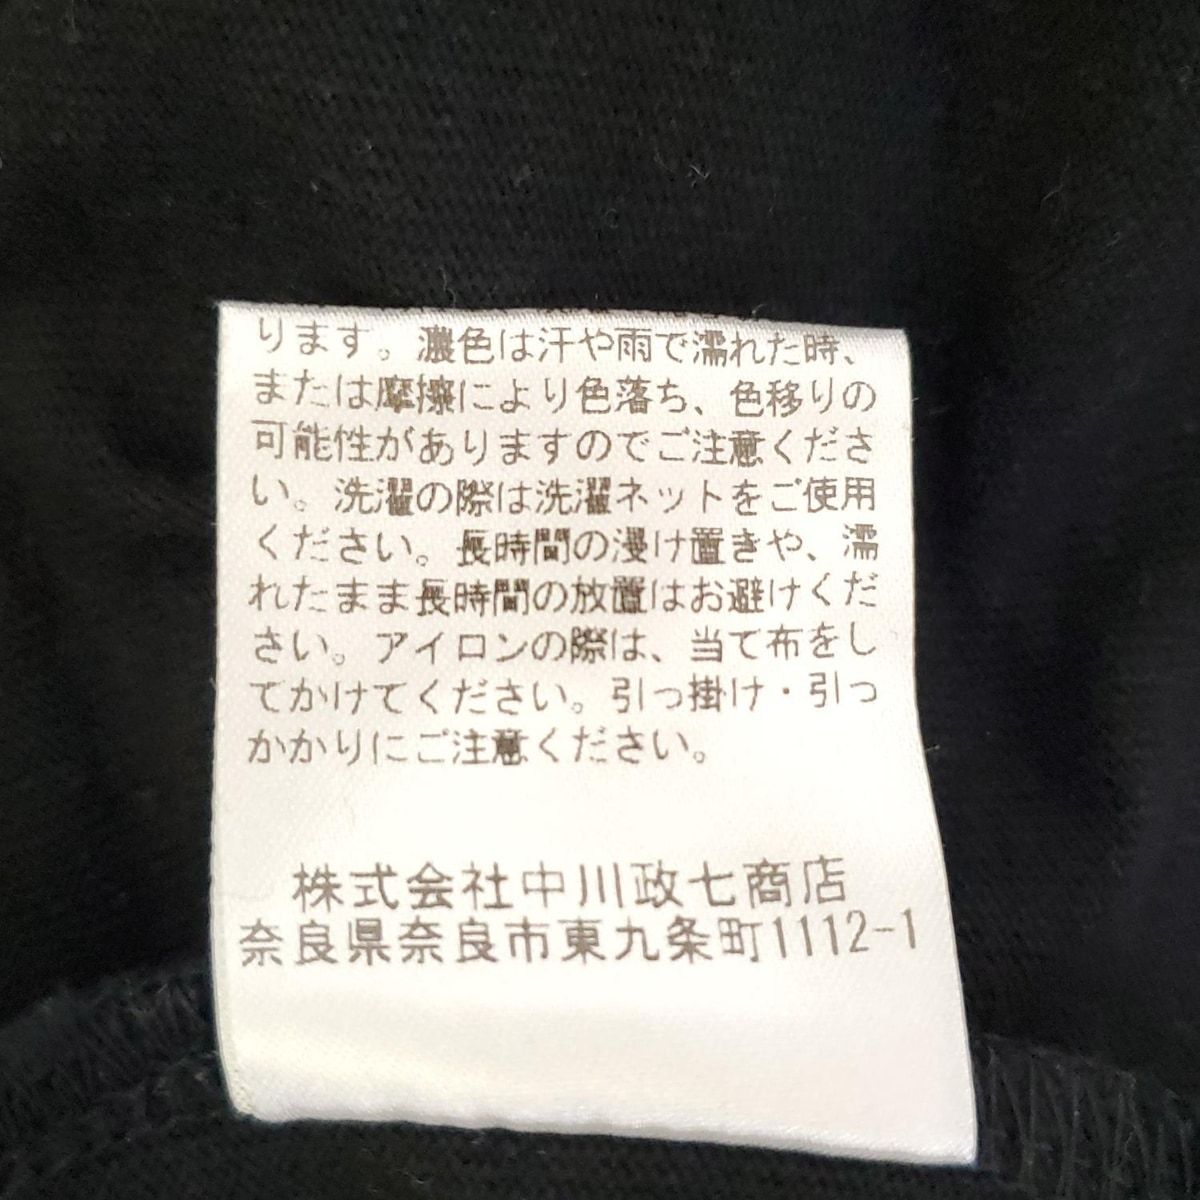 ります。濃色は汗や雨で濡れた時、
または摩擦により色落ち、色移りの
可能性がありますのでご注意くださ
い。洗濯の際は洗濯ネットをご使用
ください。長時間の浸け置きや、濡
れたまま長時間の放置はお避けくだ
さい。アイロンの際は、当て布をし
てかけてください。引っ掛け・引っ
かかりにご注意ください。
株式会社中川政七商店
奈良県奈良市東九条町1112-1